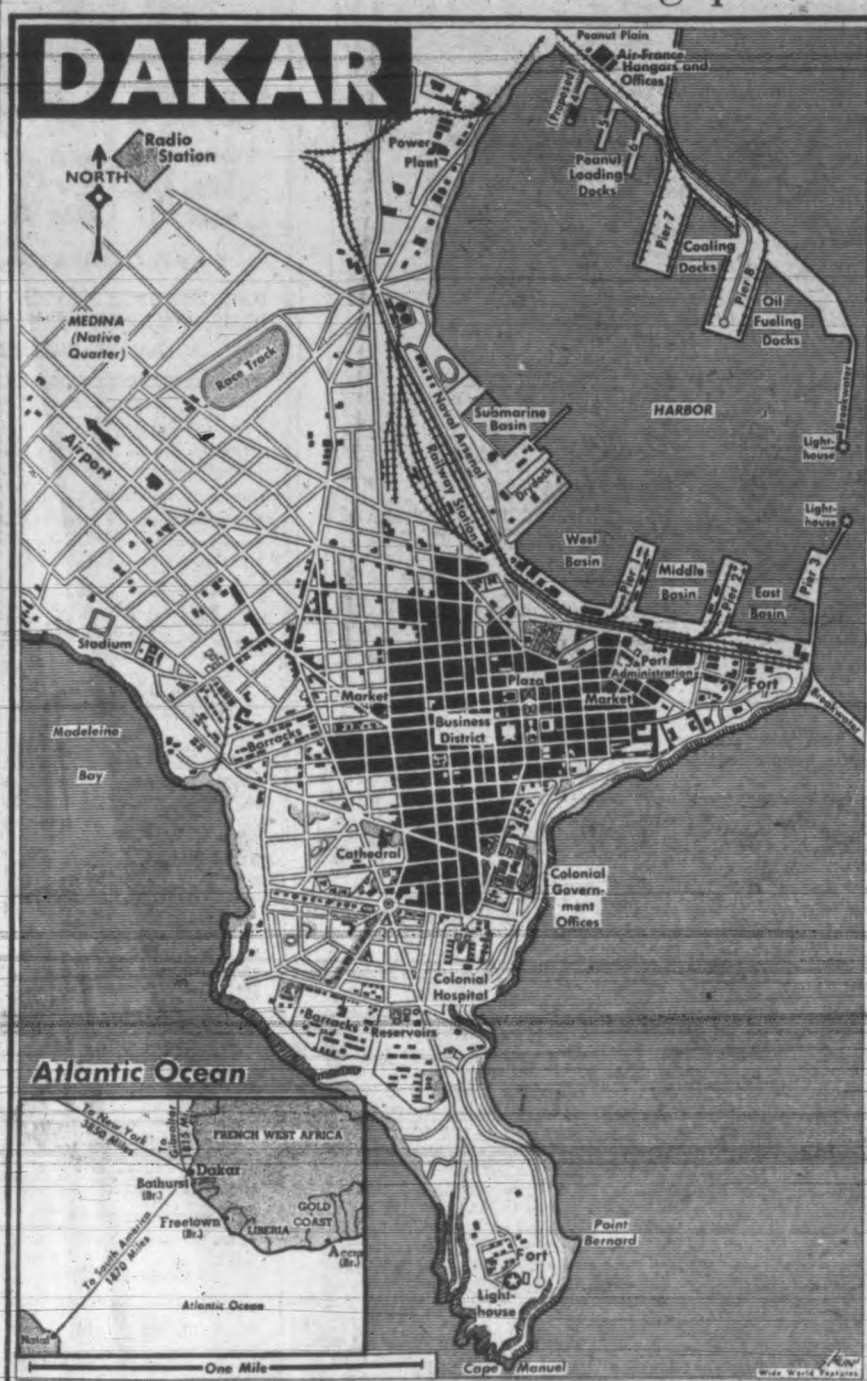 DAKAR
NORTH
Radio
Station
Power
Plant
Peanut Plain
Air-France
Hangars and
Offices
(Proposed)
4
5
6
Peanut
Loading
Docks
Pier 7
Coaling
Docks
Pier 8
Oil
Fueling
Docks
MEDINA
(Native
Quarter)
Race Track
Airport
Naval Arsenal
Railway Station
Submarine
Basin
Drydock
HARBOR
Breakwater
Light-
house
Light-
house
West
Basin
Pier 1
Middle
Basin
Pier 2
East
Basin
Pier 3
Stadium
Madeleine
Bay
Market
Barracks
Plaza
Business
District
Market
Port
Administration
Fort
Breakwater
Cathedral
Colonial
Govern-
ment
Offices
Colonial
Hospital
Barracks
Reservoirs
Atlantic Ocean
To New York
3850 Miles
To
Gibraltar
1815 Mi.
FRENCH WEST AFRICA
Dakar
Bathurst
(Br.)
Freetown
(Br.)
LIBERIA
GOLD
COAST
Accra
(Br.)
To South America
1870 Miles
Atlantic Ocean
Natal
One Mile
Point
Bernard
Fort
Light-
house
Cape Manuel
Wide World Features